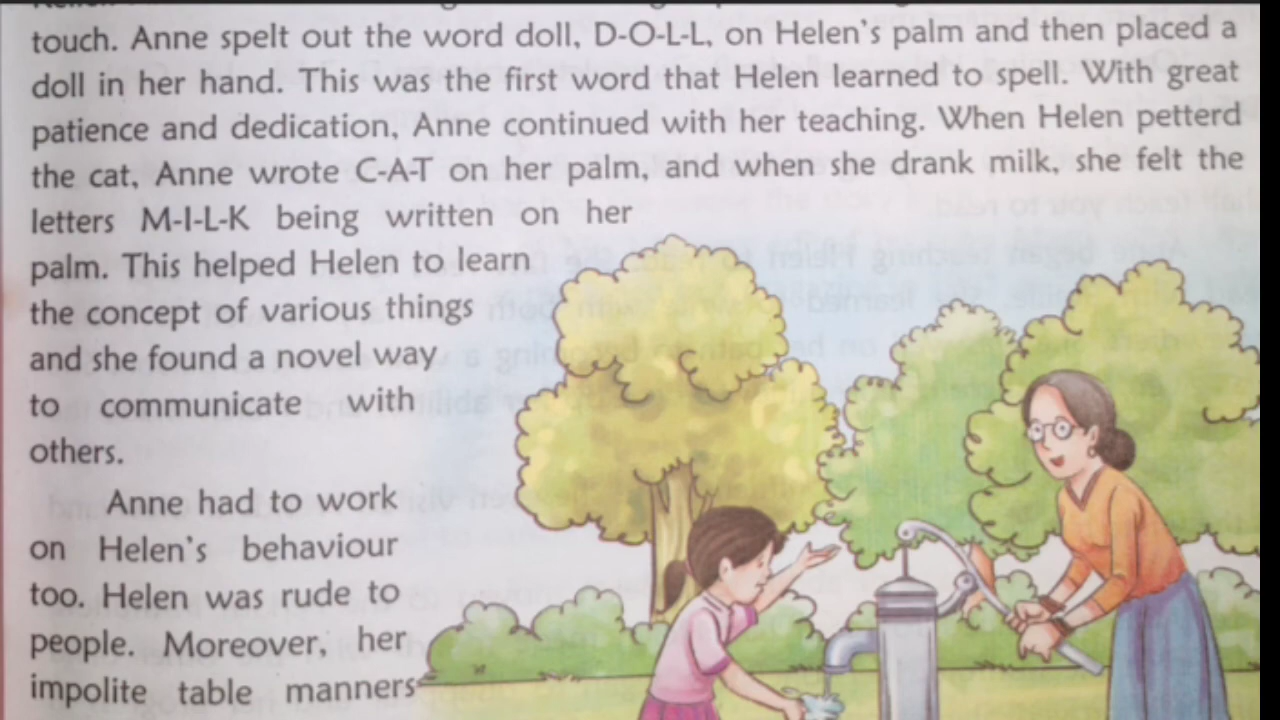 touch. Anne spelt out the word doll, D-O-L-L, on Helen's palm and then placed a
doll in her hand. This was the first word that Helen learned to spell. With great
patience and dedication, Anne continued with her teaching. When Helen petterd
the cat, Anne wrote C-A-T on her palm, and when she drank milk, she felt the
letters M-I-L-K being written on her
palm. This helped Helen to learn
the concept of various things
and she found a novel way
to communicate with
others.
Anne had to work
on Helen's behaviour
too. Helen was rude to
people. Moreover, her
impolite table manners